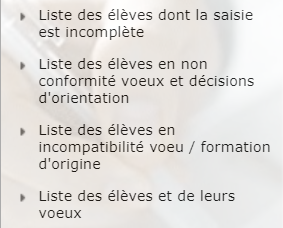 Liste des élèves dont la saisie
est incomplète
Liste des élèves en non
conformité voeux et décisions
d'orientation
Liste des élèves en
incompatibilité voeu / formation
d'origine
Liste des élèves et de leurs
voeux